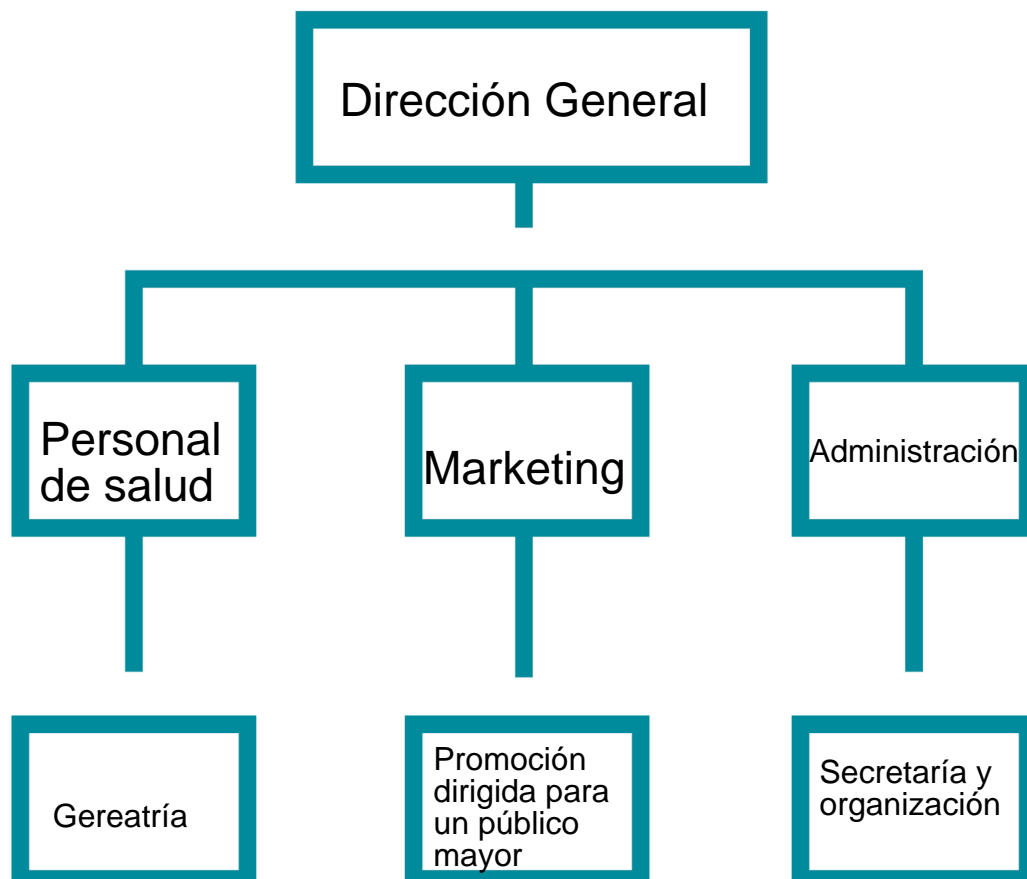 Dirección General
Personal
de salud
Marketing
Administración
Gereatría
Promoción
dirigida para
un público
mayor
Secretaría y
organización